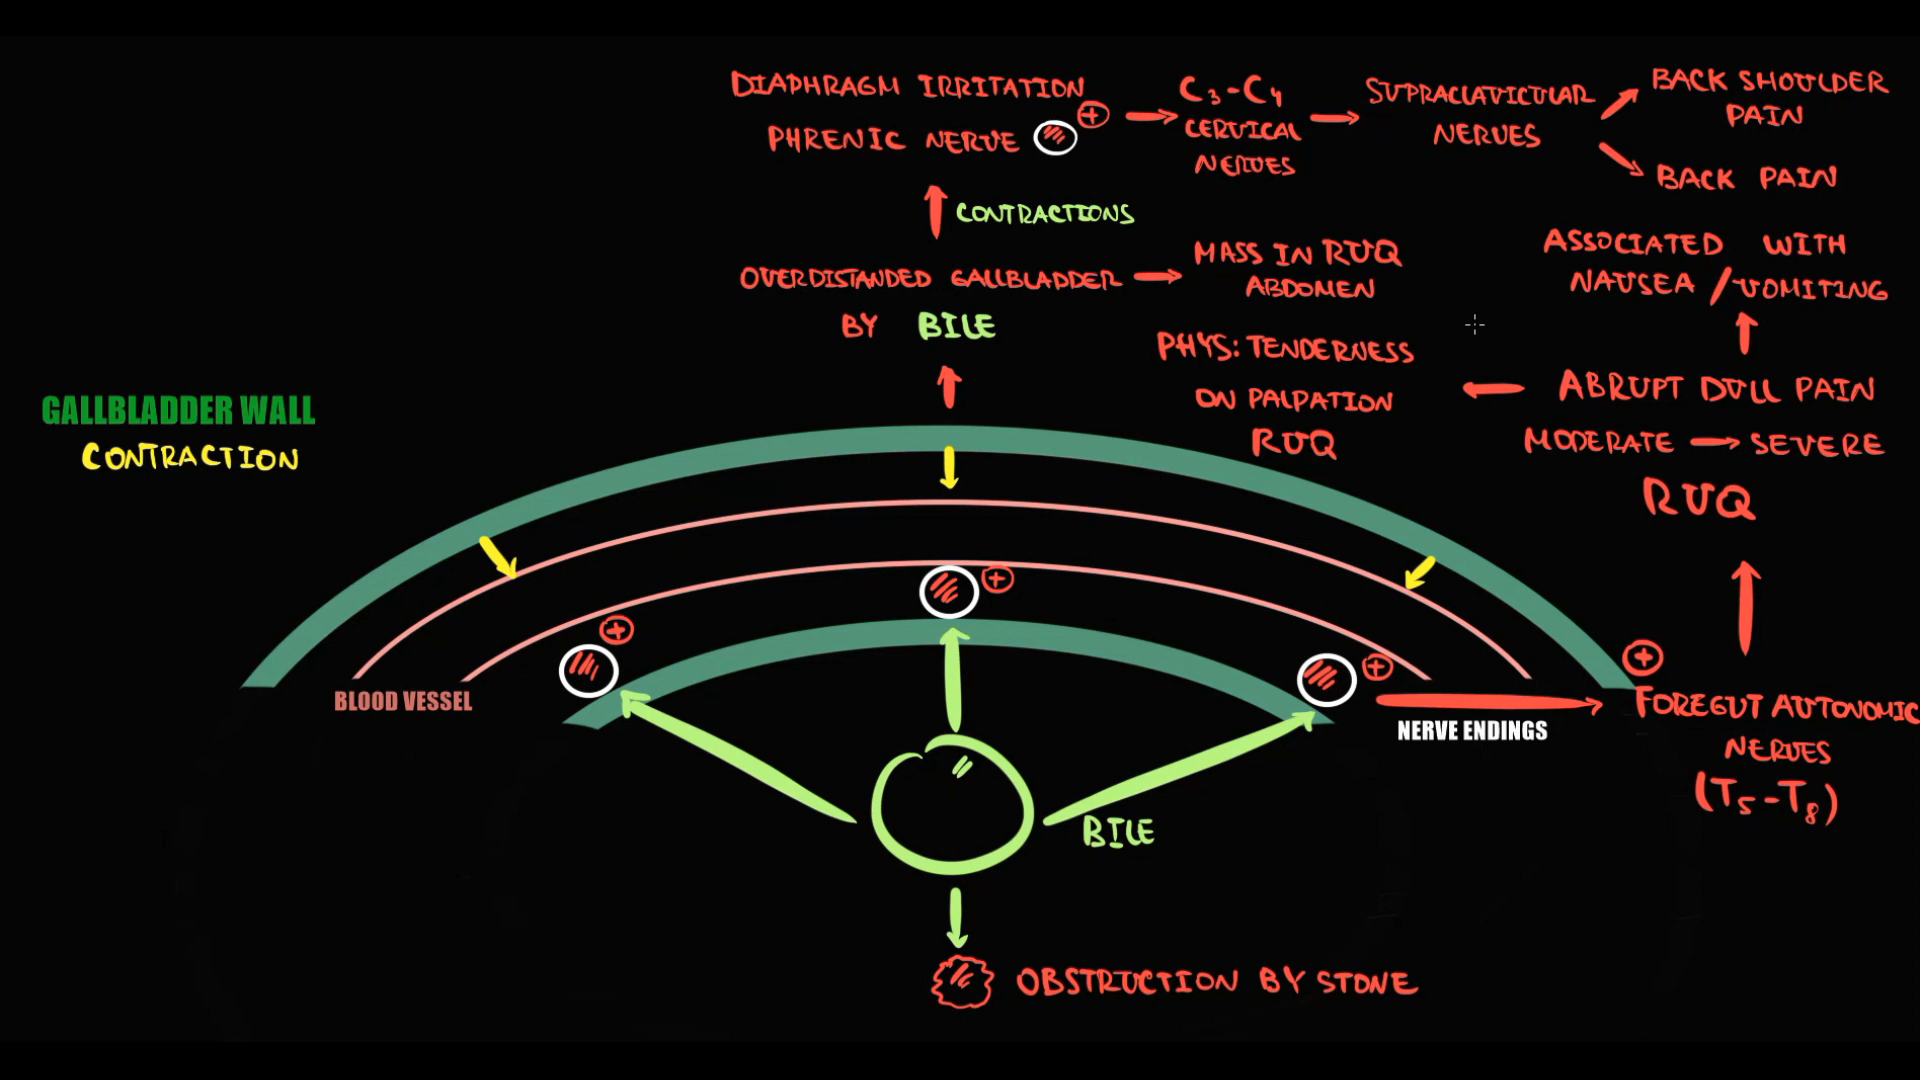 DIAPHRAGM IRRITATION
PHRENIC NERVE
C3-C4
CERVICAL
NERVES
SUPRACLAVICULAR
NERVES
BACK SHOULDER
PAIN
BACK PAIN
CONTRACTIONS
OVERDISTANDED GALLBLADDER
BY BILE
MASS IN RUQ
ABDOMEN
ASSOCIATED WITH
NAUSEA / VOMITING
PHYS: TENDERNESS
ON PALPATION
RUQ
ABRUPT DULL PAIN
MODERATE → SEVERE
RUQ
GALLBLADDER WALL
CONTRACTION
BLOOD VESSEL
NERVE ENDINGS
FOREGUT AUTONOMIC
NERVES
(T5-T8)
BILE
OBSTRUCTION BY STONE